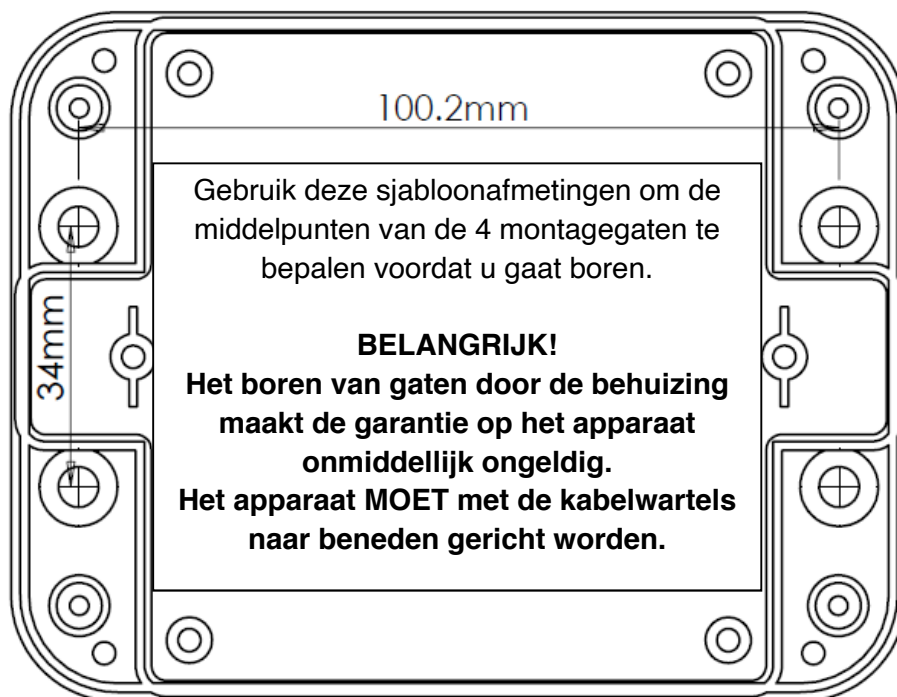 100.2mm
Gebruik deze sjabloonafmetingen om de
middelpunten van de 4 montagegaten te
bepalen voordat u gaat boren.
34mm
BELANGRIJK!
Het boren van gaten door de behuizing
maakt de garantie op het apparaat
onmiddellijk ongeldig.
Het apparaat MOET met de kabelwartels
naar beneden gericht worden.